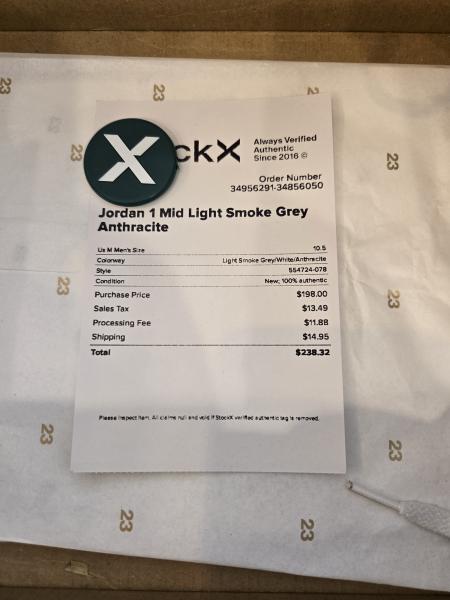 X
ckX
Always Verified
Authentic
Since 2016 ©
Order Number
34956291-34856050
Jordan 1 Mid Light Smoke Grey
Anthracite
Us M Men's Size 10.5
Colorway Light Smoke Grey/White/Anthracite
Style 554724-078
Condition New; 100% authentic
Purchase Price $198.00
Sales Tax $13.49
Processing Fee $11.88
Shipping $14.95
Total $238.32
Please inspect item. All claims null and void if StockX verified authentic tag is removed.
23
23
23
23
23
23
23
23
23
23
23